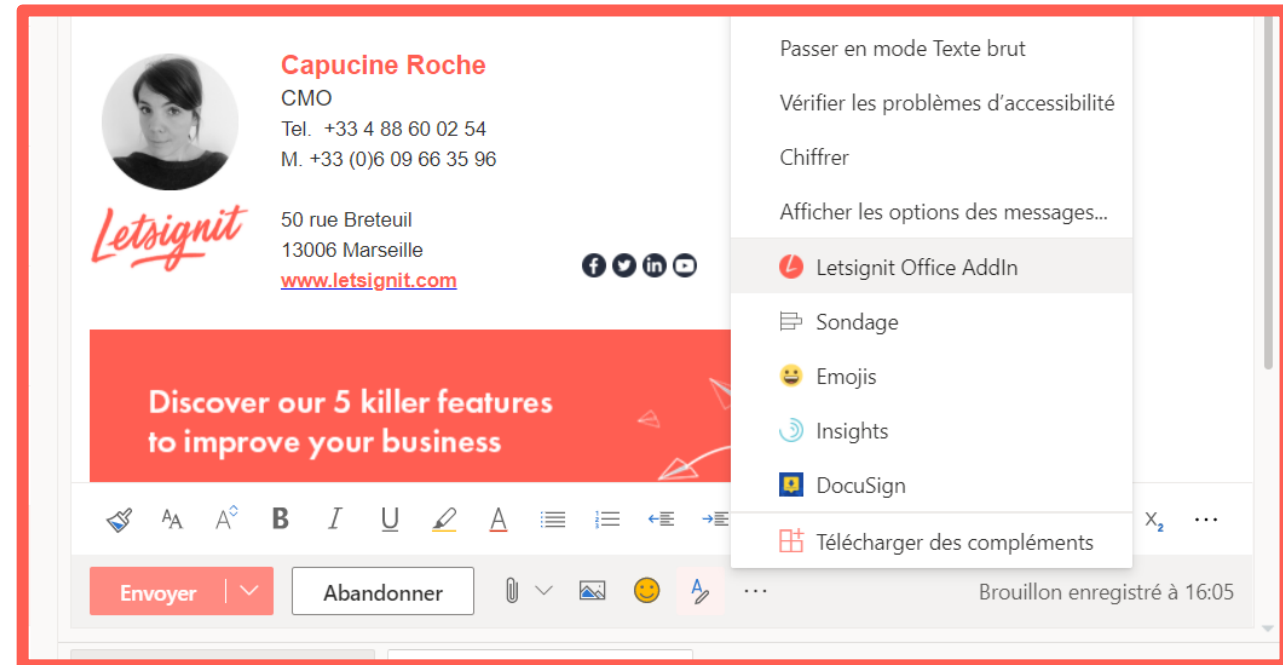 Capucine Roche
CMO
Tel. +33 4 88 60 02 54
M. +33 (0)6 09 66 35 96
Letsignit
50 rue Breteuil
13006 Marseille
www.letsignit.com
Discover our 5 killer features
to improve your business
Passer en mode Texte brut
Vérifier les problèmes d'accessibilité
Chiffrer
Afficher les options des messages...
Letsignit Office AddIn
Sondage
Emojis
Insights
DocuSign
Télécharger des compléments
Envoyer
Abandonner
Brouillon enregistré à 16:05